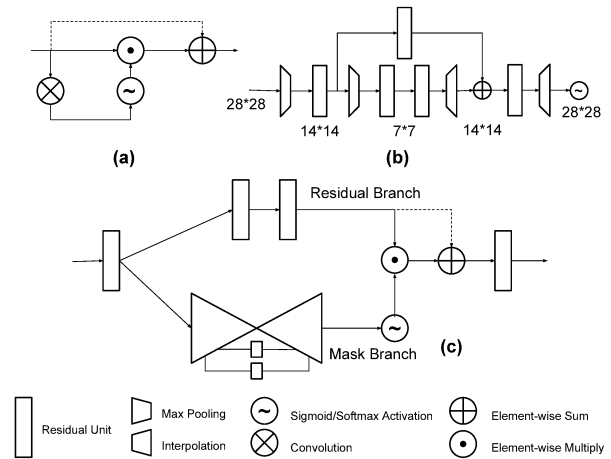 28*28
14*14
7*7
14*14
28*28
(a)
(b)
Residual Branch
Mask Branch
(c)
Residual Unit
Max Pooling
Interpolation
Sigmoid/Softmax Activation
Convolution
Element-wise Sum
Element-wise Multiply